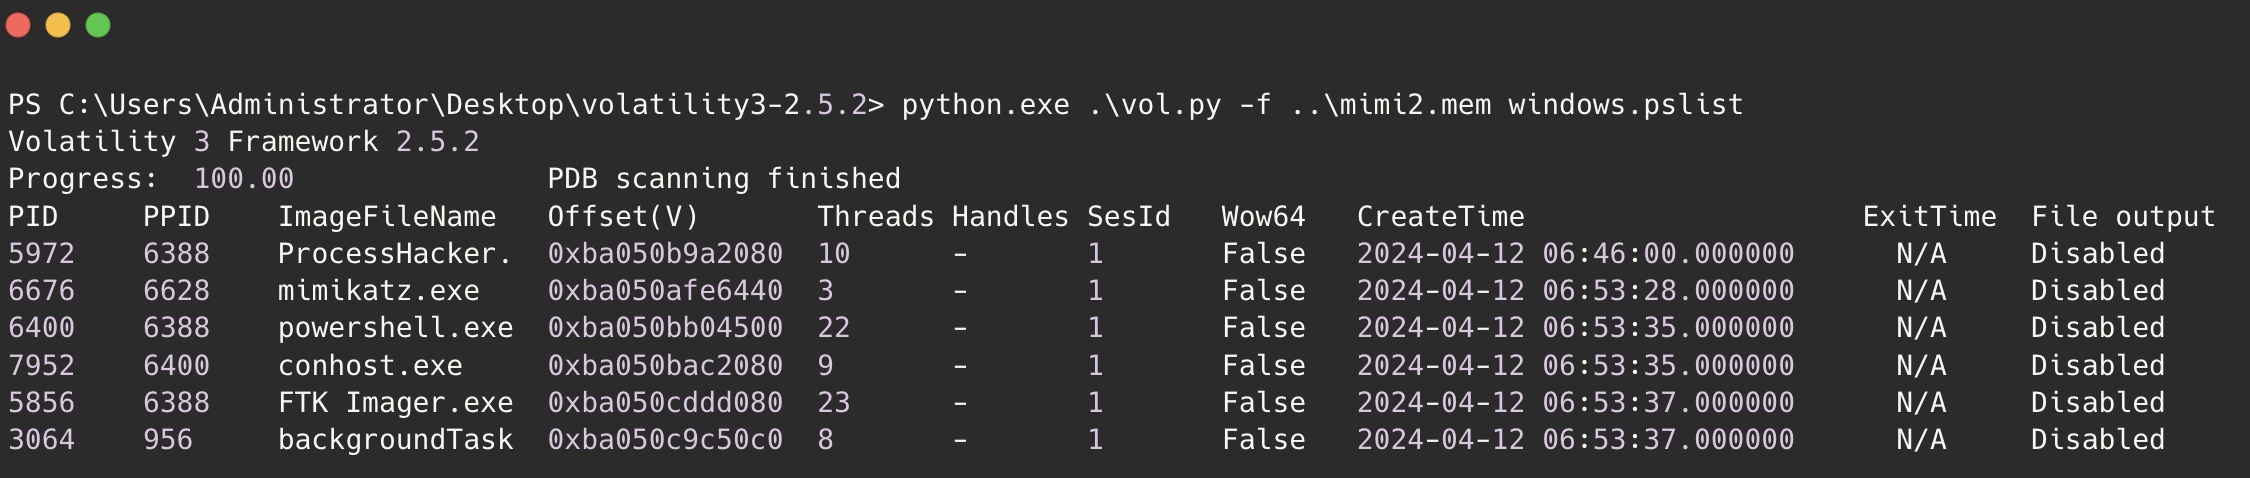 PS C:\Users\Administrator\Desktop\volatility3-2.5.2> python.exe .\vol.py -f ..\mimi2.mem windows.pslist
Volatility 3 Framework 2.5.2
Progress:  100.00               PDB scanning finished
PID     PPID    ImageFileName   Offset(V)       Threads Handles SesId   Wow64   CreateTime                    ExitTime  File output
5972    6388    ProcessHacker.  0xba050b9a2080  10      -       1       False   2024-04-12 06:46:00.000000      N/A     Disabled
6676    6628    mimikatz.exe    0xba050afe6440  3       -       1       False   2024-04-12 06:53:28.000000      N/A     Disabled
6400    6388    powershell.exe  0xba050bb04500  22      -       1       False   2024-04-12 06:53:35.000000      N/A     Disabled
7952    6400    conhost.exe     0xba050bac2080  9       -       1       False   2024-04-12 06:53:35.000000      N/A     Disabled
5856    6388    FTK Imager.exe  0xba050cddd080  23      -       1       False   2024-04-12 06:53:37.000000      N/A     Disabled
3064    956     backgroundTask  0xba050c9c50c0  8       -       1       False   2024-04-12 06:53:37.000000      N/A     Disabled